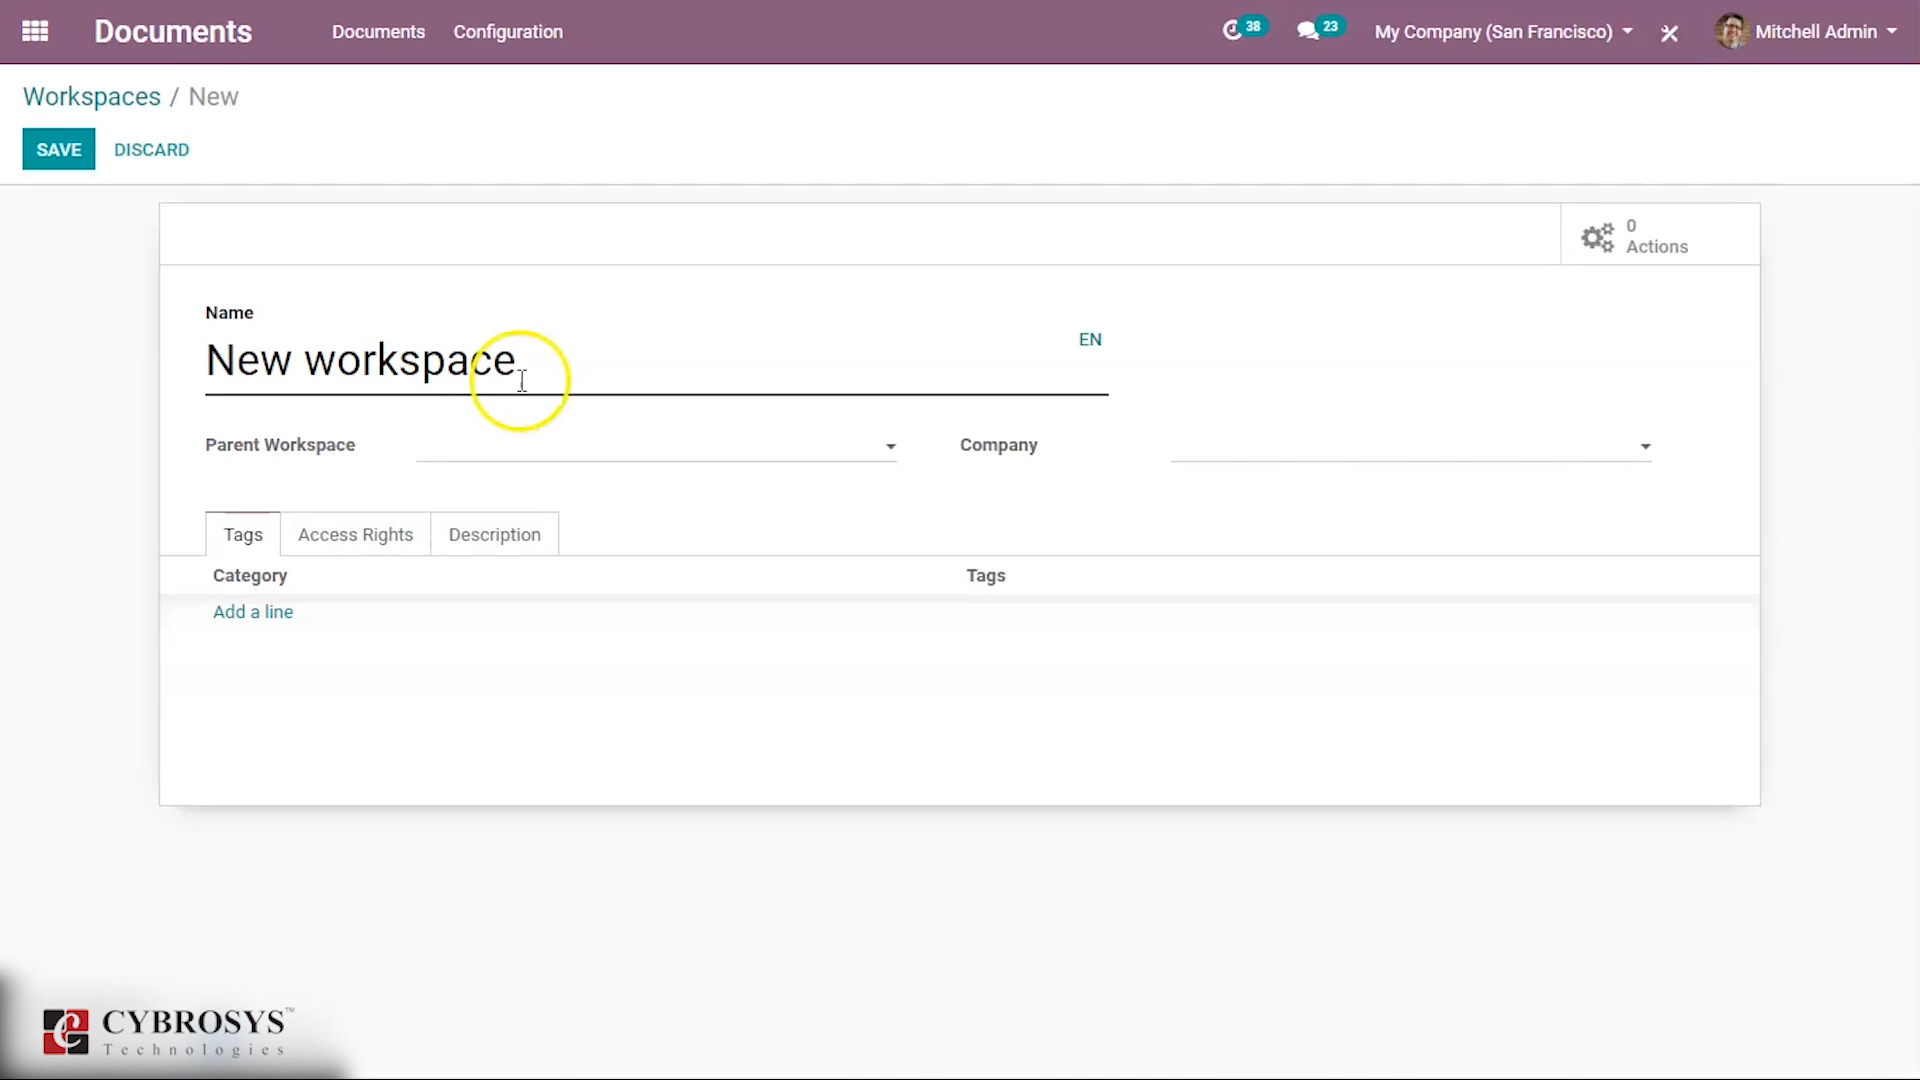 Documents
Documents
Configuration
38
23
My Company (San Francisco)
Mitchell Admin
Workspaces / New
SAVE
DISCARD
0
Actions
Name
New workspace
EN
Parent Workspace
Company
Tags
Access Rights
Description
Category
Tags
Add a line
CYBROSYS™
Technologies